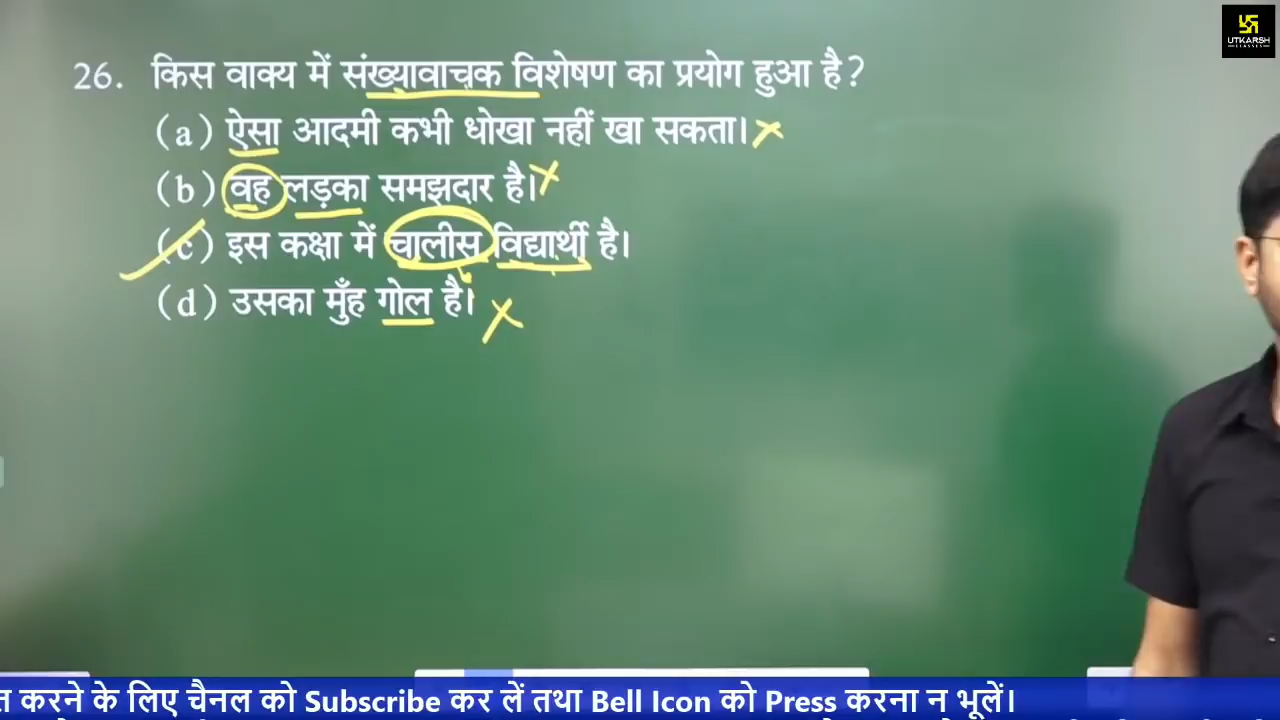 UTKARSH
CLASSES
26. किस वाक्य में संख्यावाचक विशेषण का प्रयोग हुआ है?
(a) ऐसा आदमी कभी धोखा नहीं खा सकता।
(b) वह लड़का समझदार है।
(c) इस कक्षा में चालीस विद्यार्थी है।
(d) उसका मुँह गोल है।
त करने के लिए चैनल को Subscribe कर लें तथा Bell Icon को Press करना न भूलें।